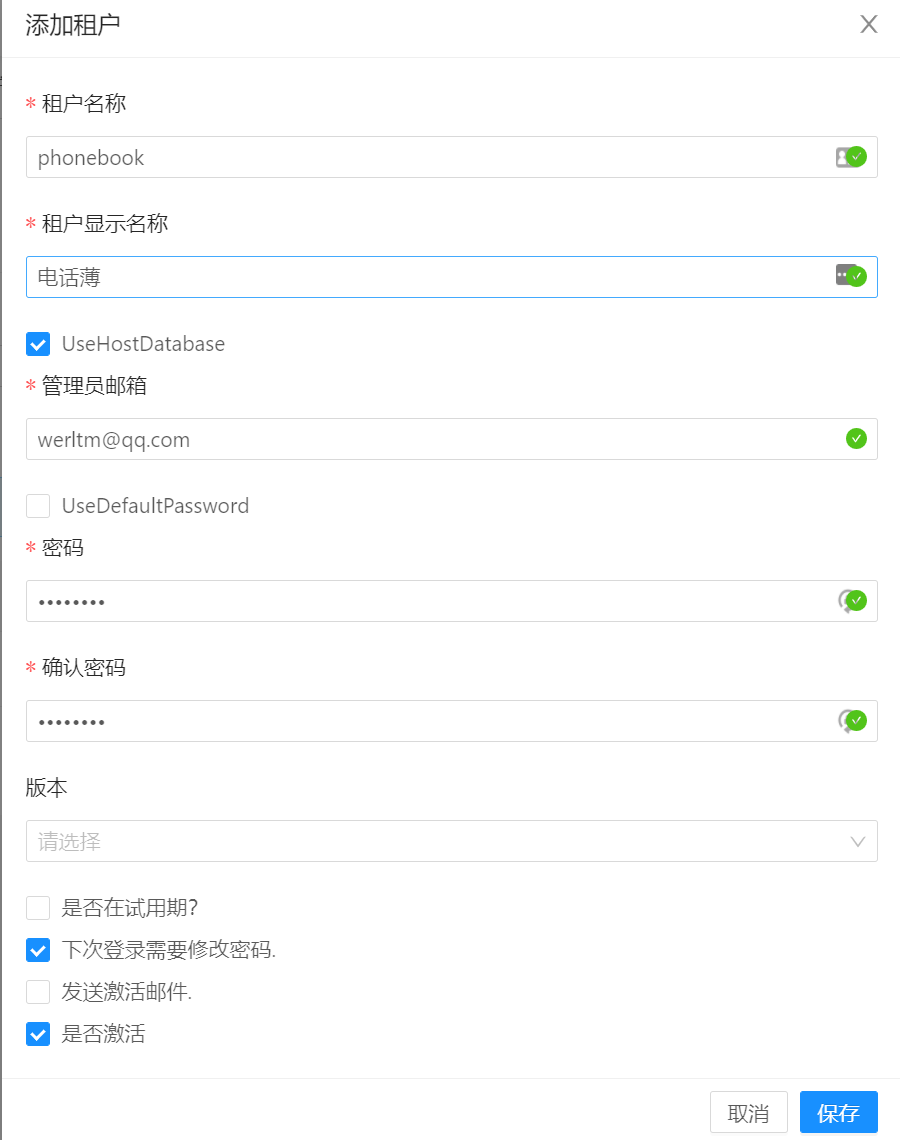 添加租户
* 租户名称
phonebook
* 租户显示名称
电话薄
UseHostDatabase
* 管理员邮箱
werltm@qq.com
UseDefaultPassword
* 密码
••••••••
* 确认密码
••••••••
版本
请选择
是否在试用期?
下次登录需要修改密码.
发送激活邮件.
是否激活
取消 保存